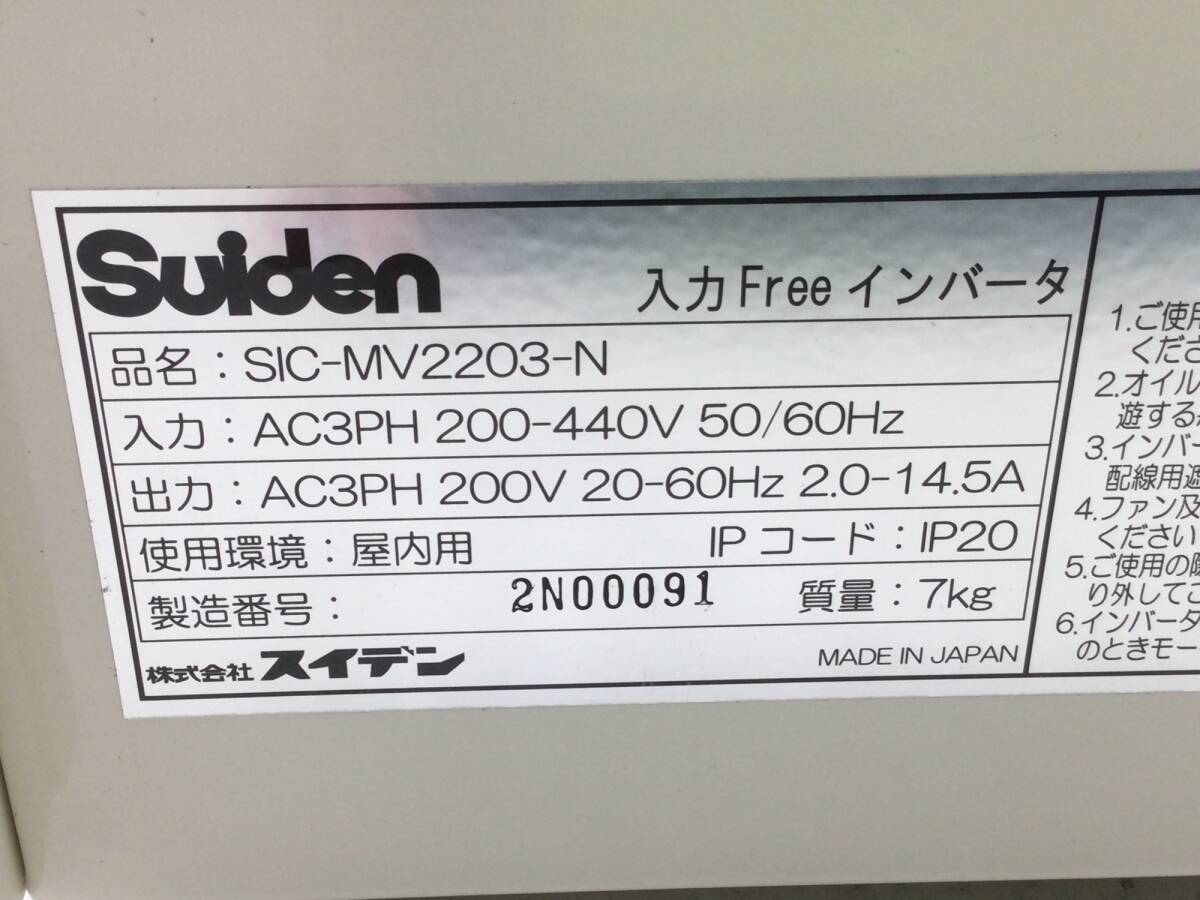 Suiden
入力Freeインバータ
品名：SIC-MV2203-N
入力：AC3PH 200-440V 50/60Hz
出力：AC3PH 200V 20-60Hz 2.0-14.5A
使用環境：屋内用 IPコード：IP20
製造番号： 2N00091 質量：7kg
株式会社スイデン MADE IN JAPAN
1.ご使用
くださ
2.オイル
遊する
3.インバー
配線用遮
4.ファン及
ください
5.ご使用の際
り外してご
6.インバータ
のときモー